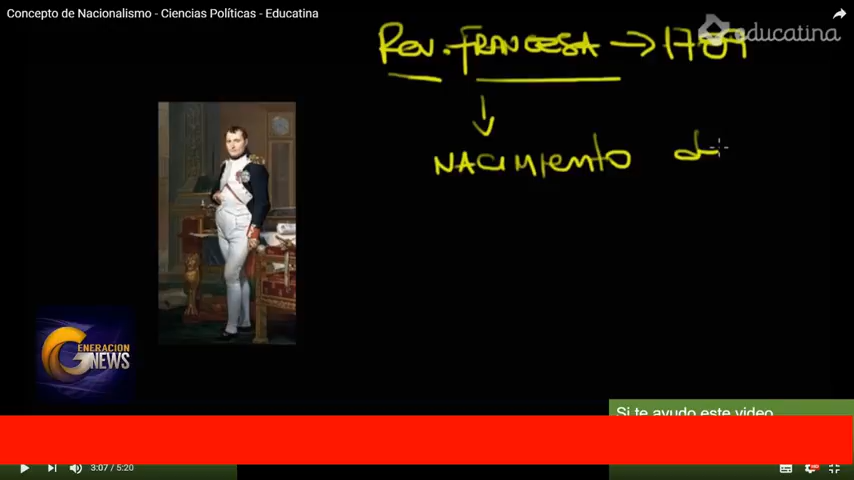 Concepto de Nacionalismo - Ciencias Políticas - Educatina
educatina
Rev. FRANCESA → 1789
↓
NACIMIENTO
GENERACION
NEWS
Si te ayudo este video
3:07 / 5:20